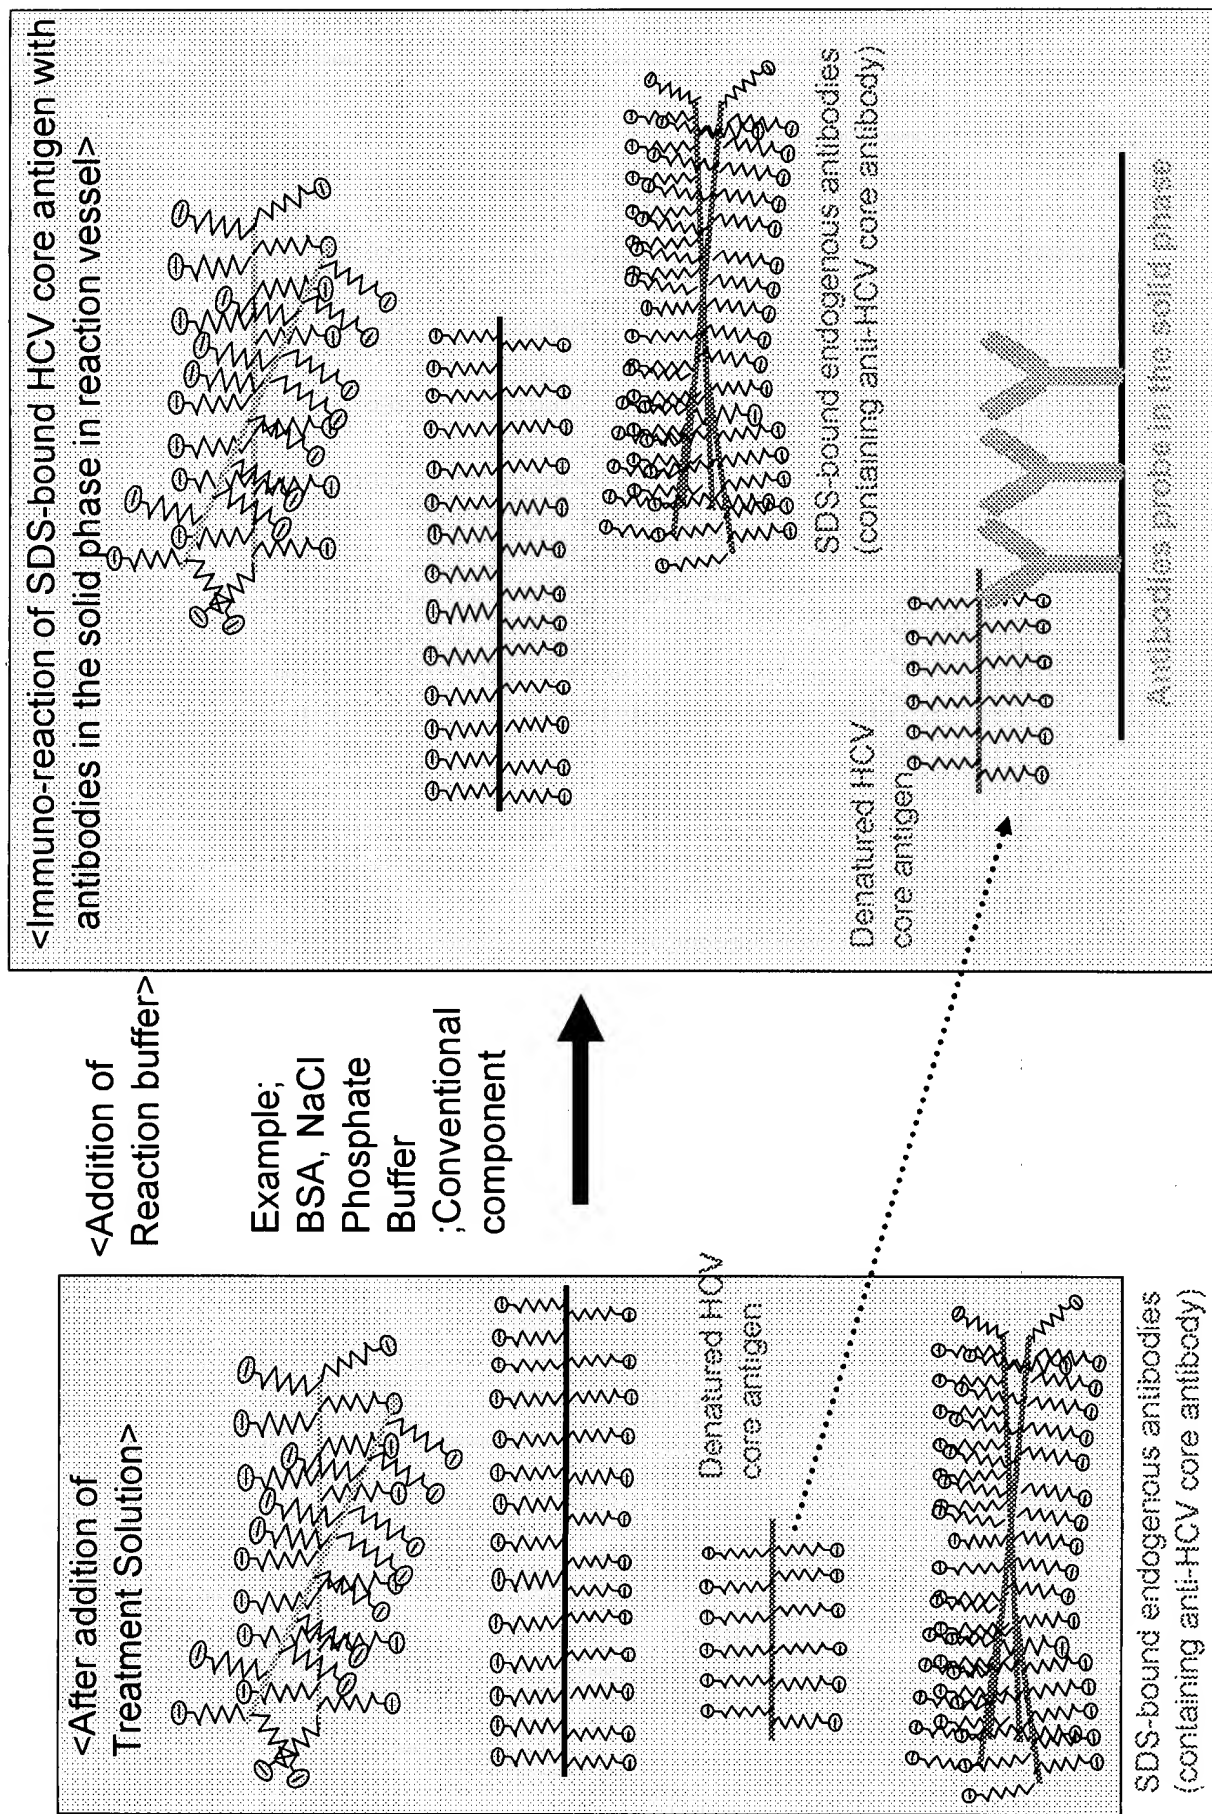 <After addition of
Treatment Solution>
Denatured HCV
core antigen
SDS-bound endogenous antibodies
(containing anti-HCV core antibody)
<Addition of
Reaction buffer>
Example;
BSA, NaCl
Phosphate
Buffer
;Conventional
component
<Immuno-reaction of SDS-bound HCV core antigen with
antibodies in the solid phase in reaction vessel>
SDS-bound endogenous antibodies
(containing anti-HCV core antibody)
Denatured HCV
core antigen
Antibodies probe in the solid phase